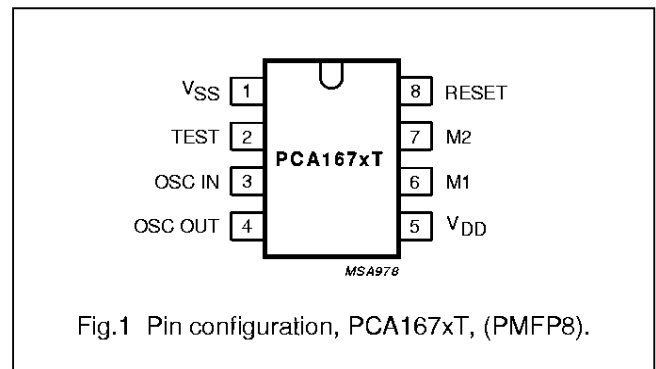 VSS 1 8 RESET
TEST 2 7 M2
PCA167xT
OSC IN 3 6 M1
OSC OUT 4 5 VDD
MSA978
Fig.1 Pin configuration, PCA167xT, (PMFP8).